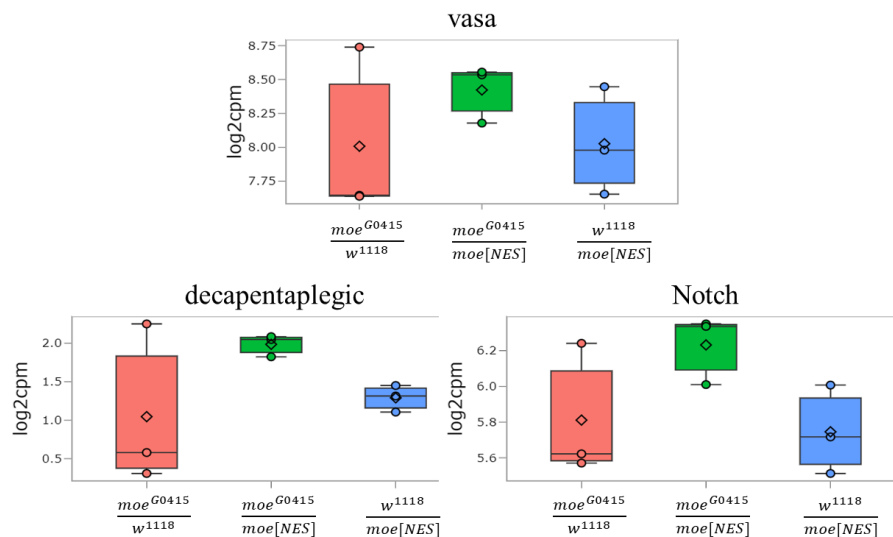 vasa
8.75
8.50
8.25
8.00
7.75
log2cpm
moe^G0415 / w^1118
moe^G0415 / moe[NES]
w^1118 / moe[NES]
decapentaplegic
2.0
1.5
1.0
0.5
log2cpm
moe^G0415 / w^1118
moe^G0415 / moe[NES]
w^1118 / moe[NES]
Notch
6.2
6.0
5.8
5.6
log2cpm
moe^G0415 / w^1118
moe^G0415 / moe[NES]
w^1118 / moe[NES]